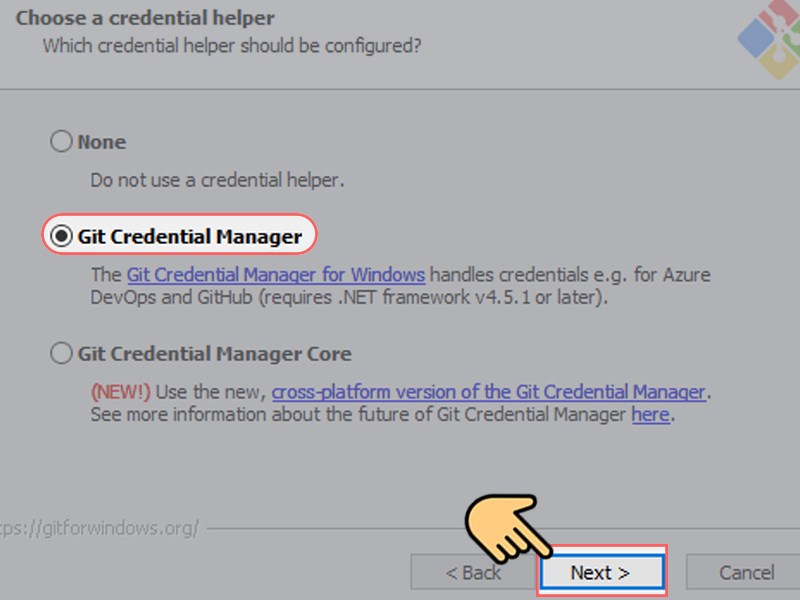 Choose a credential helper
Which credential helper should be configured?
None
Do not use a credential helper.
Git Credential Manager
The Git Credential Manager for Windows handles credentials e.g. for Azure
DevOps and GitHub (requires .NET framework v4.5.1 or later).
Git Credential Manager Core
(NEW!) Use the new, cross-platform version of the Git Credential Manager.
See more information about the future of Git Credential Manager here.
tps://gitforwindows.org/
< Back
Next >
Cancel